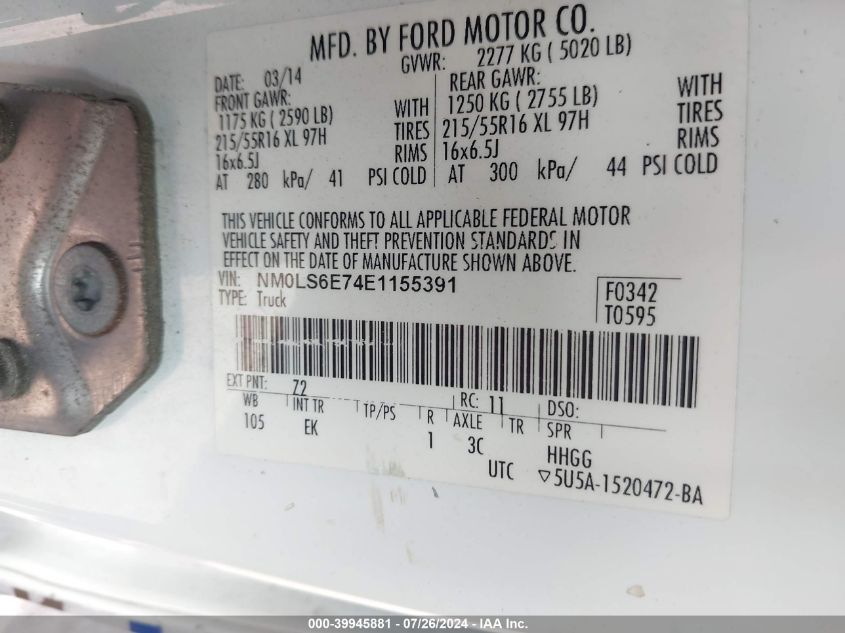 MFD. BY FORD MOTOR CO.
DATE: 03/14 GVWR: 2277 KG ( 5020 LB)
FRONT GAWR: REAR GAWR:
1175 KG ( 2590 LB) WITH 1250 KG ( 2755 LB) WITH
215/55R16 XL 97H TIRES 215/55R16 XL 97H TIRES
16x6.5J RIMS 16x6.5J RIMS
AT 280 kPa/ 41 PSI COLD AT 300 kPa/ 44 PSI COLD
THIS VEHICLE CONFORMS TO ALL APPLICABLE FEDERAL MOTOR
VEHICLE SAFETY AND THEFT PREVENTION STANDARDS IN
EFFECT ON THE DATE OF MANUFACTURE SHOWN ABOVE.
VIN: NM0LS6E74E1155391
TYPE: Truck
F0342
T0595
EXT PNT: Z2 RC: 11 DSO:
WB INT TR TP/PS R AXLE TR SPR
105 EK 1 3C HHGG
UTC ▽5U5A-1520472-BA
000-39945881 - 07/26/2024 - IAA Inc.